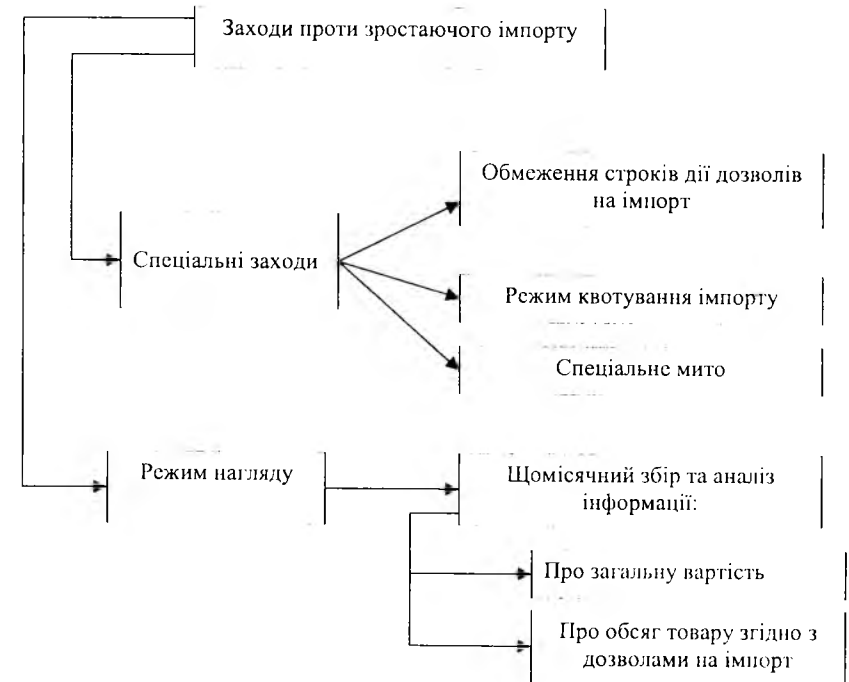 Заходи проти зростаючого імпорту
Обмеження строків дії дозволів
на імпорт
Спеціальні заходи
Режим квотування імпорту
Спеціальне мито
Режим нагляду
Щомісячний збір та аналіз
інформації:
Про загальну вартість
Про обсяг товару згідно з
дозволами на імпорт